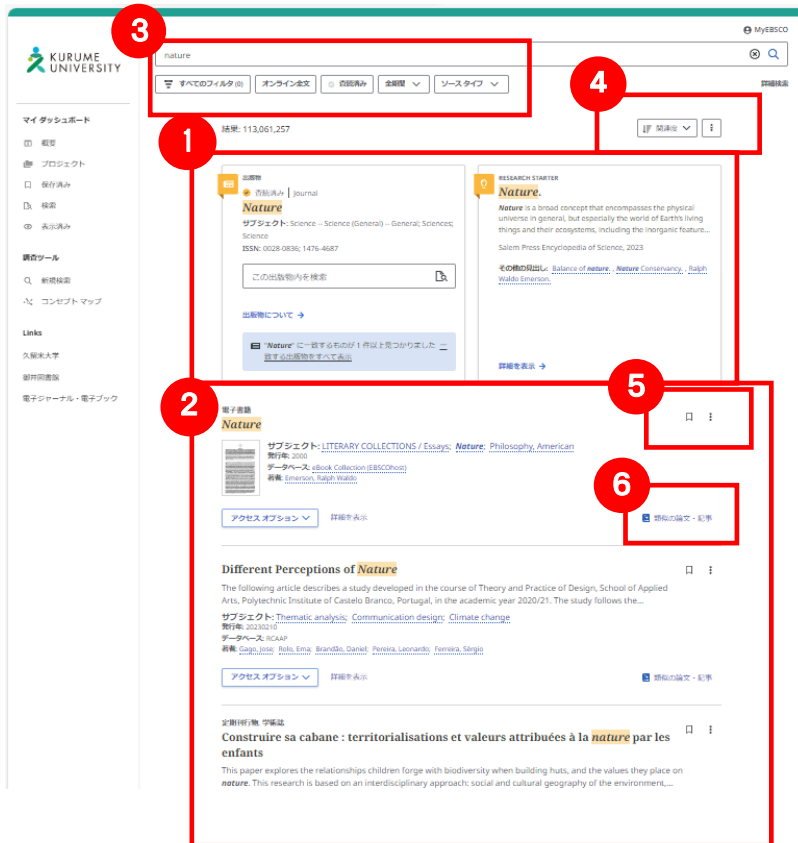 MyEBSCO
3
KURUME
UNIVERSITY
nature
すべてのフィルタ (0)
オンライン全文
査読済み
全期間
ソースタイプ
詳細検索
4
マイ ダッシュボード
概要
プロジェクト
保存済み
検索
表示済み
調査ツール
新規検索
コンセプト マップ
Links
久留米大学
御井図書館
電子ジャーナル・電子ブック
結果: 113,061,257
関連度
1
出版物
査読済み | Journal
Nature
サブジェクト: Science -- Science (General) -- General; Sciences;
Science
ISSN: 0028-0836; 1476-4687
この出版物内を検索
出版物について →
"Nature" に一致するものが 1 件以上見つかりました 一
致する出版物をすべて表示
RESEARCH STARTER
Nature.
Nature is a broad concept that encompasses the physical
universe in general, but especially the world of Earth's living
things and their ecosystems, including the inorganic feature...
Salem Press Encyclopedia of Science, 2023
その他の見出し: Balance of nature. , Nature Conservancy. , Ralph
Waldo Emerson.
詳細を表示 →
2
5
電子書籍
Nature
サブジェクト: LITERARY COLLECTIONS / Essays; Nature; Philosophy, American
発行年: 2000
データベース: eBook Collection (EBSCOhost)
著者: Emerson, Ralph Waldo
6
アクセス オプション
詳細を表示
類似の論文・記事
Different Perceptions of Nature
The following article describes a study developed in the course of Theory and Practice of Design, School of Applied
Arts, Polytechnic Institute of Castelo Branco, Portugal, in the academic year 2020/21. The study follows the...
サブジェクト: Thematic analysis; Communication design; Climate change
発行年: 20230210
データベース: RCAAP
著者: Gago, Jose; Rolo, Ema; Brandão, Daniel; Pereira, Leonardo; Ferreira, Sérgio
アクセス オプション
詳細を表示
類似の論文・記事
定期刊行物, 学術誌
Construire sa cabane : territorialisations et valeurs attribuées à la nature par les
enfants
This paper explores the relationships children forge with biodiversity when building huts, and the values they place on
nature. This research is based on an interdisciplinary approach: social and cultural geography of the environment,...